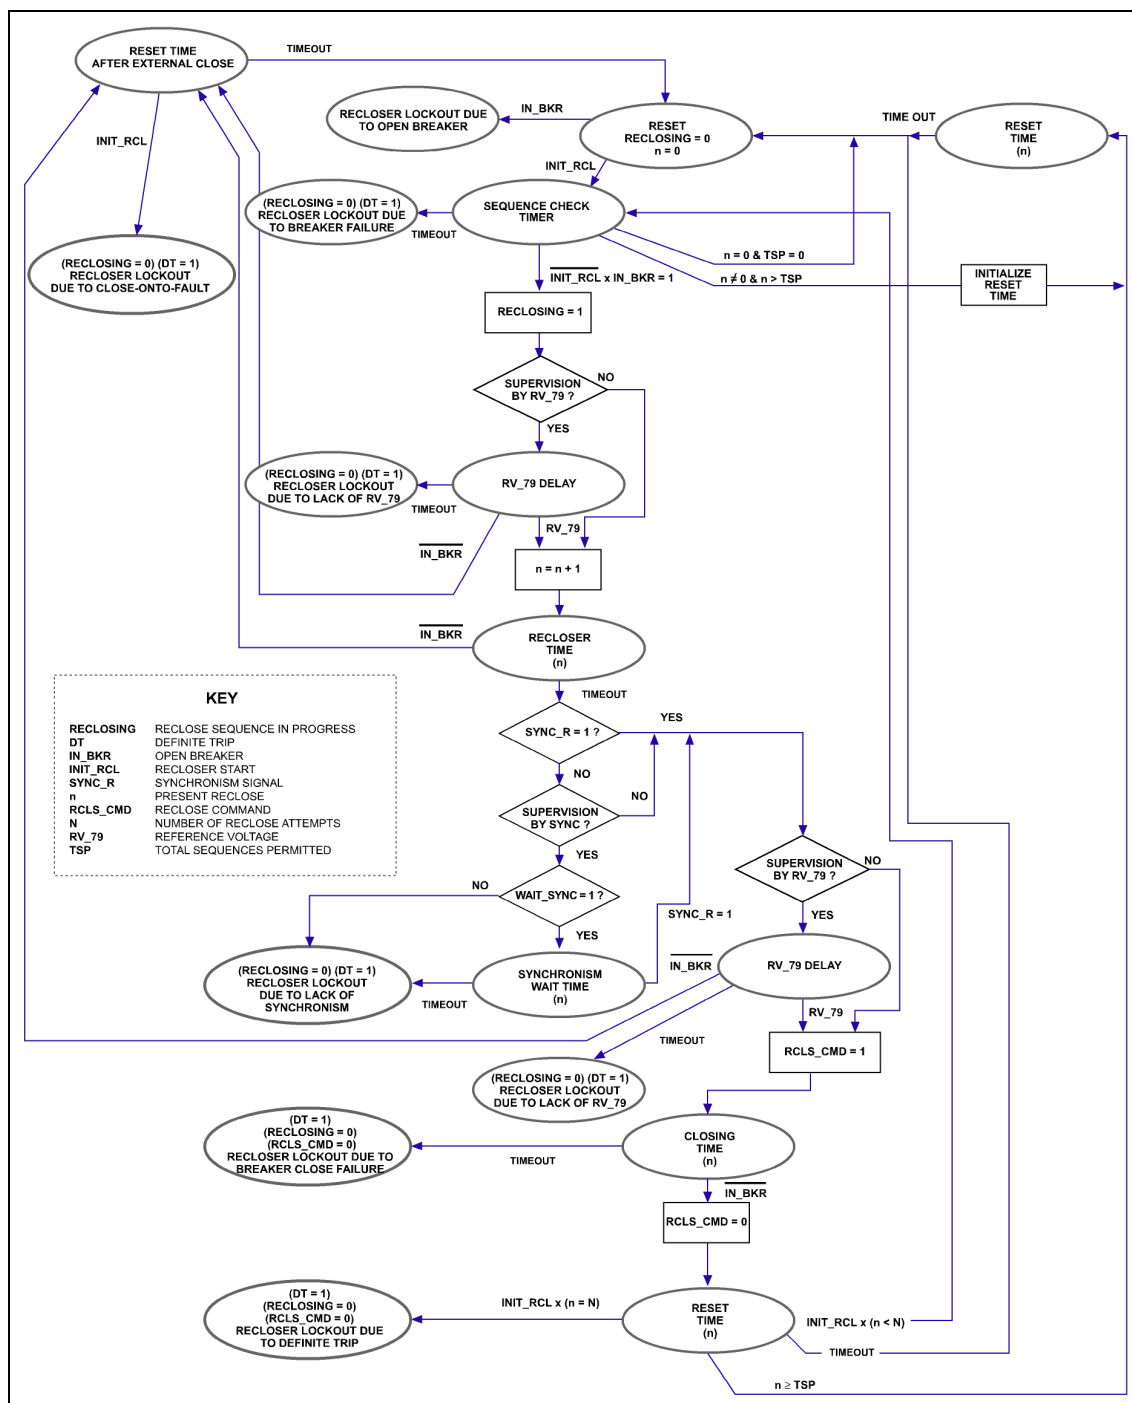 RESET TIME
AFTER EXTERNAL CLOSE
TIMEOUT
RECLOSER LOCKOUT DUE
TO OPEN BREAKER
IN_BKR
RESET
RECLOSING = 0
n = 0
TIME OUT
RESET
TIME
(n)
INIT_RCL
INIT_RCL
(RECLOSING = 0) (DT = 1)
RECLOSER LOCKOUT DUE
TO BREAKER FAILURE
TIMEOUT
SEQUENCE CHECK
TIMER
n = 0 & TSP = 0
n ≠ 0 & n > TSP
INITIALIZE
RESET
TIME
(RECLOSING = 0) (DT = 1)
RECLOSER LOCKOUT
DUE TO CLOSE-ONTO-FAULT
INIT_RCL x IN_BKR = 1
RECLOSING = 1
SUPERVISION
BY RV_79 ?
NO
YES
(RECLOSING = 0) (DT = 1)
RECLOSER LOCKOUT
DUE TO LACK OF RV_79
TIMEOUT
RV_79 DELAY
RV_79
IN_BKR
n = n + 1
IN_BKR
RECLOSER
TIME
(n)
TIMEOUT
KEY
RECLOSING RECLOSE SEQUENCE IN PROGRESS
DT DEFINITE TRIP
IN_BKR OPEN BREAKER
INIT_RCL RECLOSER START
SYNC_R SYNCHRONISM SIGNAL
n PRESENT RECLOSE
RCLS_CMD RECLOSE COMMAND
N NUMBER OF RECLOSE ATTEMPTS
RV_79 REFERENCE VOLTAGE
TSP TOTAL SEQUENCES PERMITTED
SYNC_R = 1 ?
YES
NO
SUPERVISION
BY SYNC ?
NO
YES
WAIT_SYNC = 1 ?
NO
YES
SYNC_R = 1
SUPERVISION
BY RV_79 ?
NO
YES
(RECLOSING = 0) (DT = 1)
RECLOSER LOCKOUT
DUE TO LACK OF
SYNCHRONISM
TIMEOUT
SYNCHRONISM
WAIT TIME
(n)
IN_BKR
RV_79 DELAY
RV_79
TIMEOUT
RCLS_CMD = 1
(RECLOSING = 0) (DT = 1)
RECLOSER LOCKOUT
DUE TO LACK OF RV_79
(DT = 1)
(RECLOSING = 0)
(RCLS_CMD = 0)
RECLOSER LOCKOUT DUE TO
BREAKER CLOSE FAILURE
TIMEOUT
CLOSING
TIME
(n)
IN_BKR
RCLS_CMD = 0
(DT = 1)
(RECLOSING = 0)
(RCLS_CMD = 0)
RECLOSER LOCKOUT DUE
TO DEFINITE TRIP
INIT_RCL x (n = N)
RESET
TIME
(n)
INIT_RCL x (n < N)
TIMEOUT
n ≥ TSP